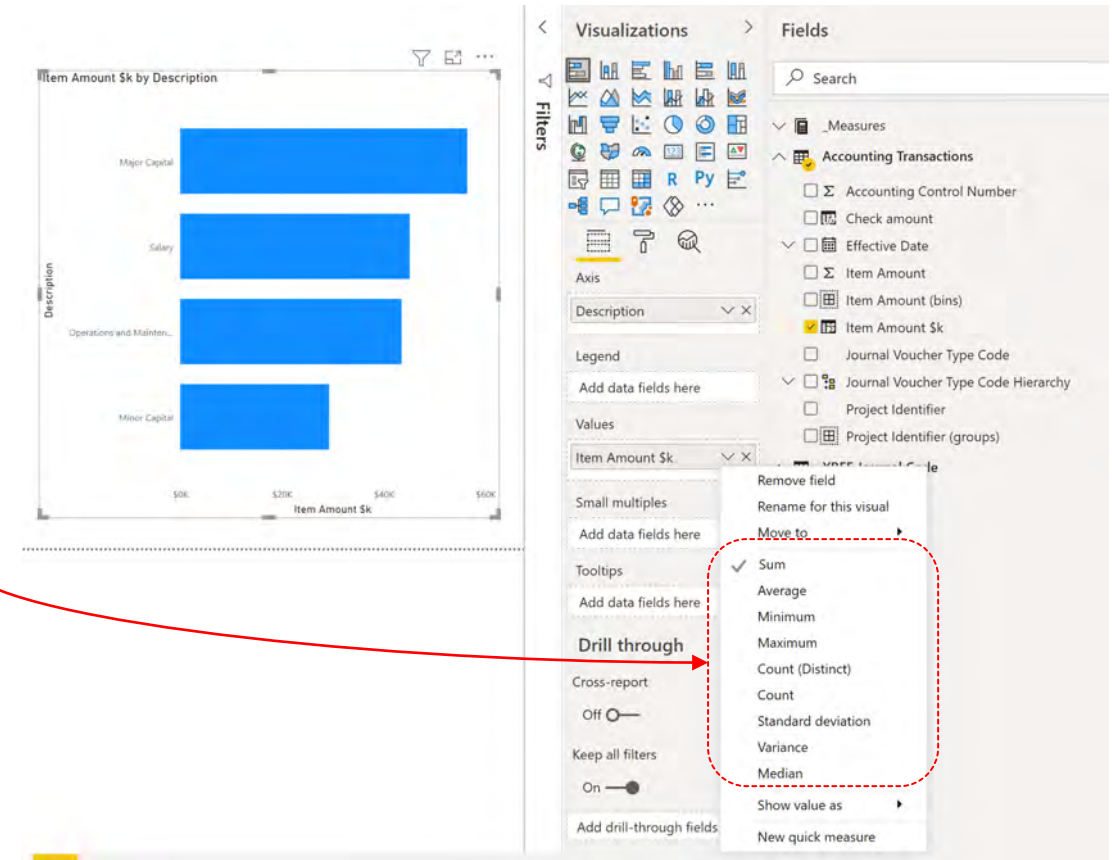 Item Amount $k by Description
Description
Major Capital
Salary
Operations and Mainten...
Minor Capital
$0K
$20K
$40K
$60K
Item Amount $k
Filters
Visualizations
R
Py
123
Axis
Description
Legend
Add data fields here
Values
Item Amount $k
Small multiples
Add data fields here
Tooltips
Add data fields here
Drill through
Cross-report
Off
Keep all filters
On
Add drill-through fields
Remove field
Rename for this visual
Move to
Sum
Average
Minimum
Maximum
Count (Distinct)
Count
Standard deviation
Variance
Median
Show value as
New quick measure
Fields
Search
_Measures
Accounting Transactions
Σ Accounting Control Number
Check amount
Effective Date
Σ Item Amount
Item Amount (bins)
Item Amount $k
Journal Voucher Type Code
Journal Voucher Type Code Hierarchy
Project Identifier
Project Identifier (groups)